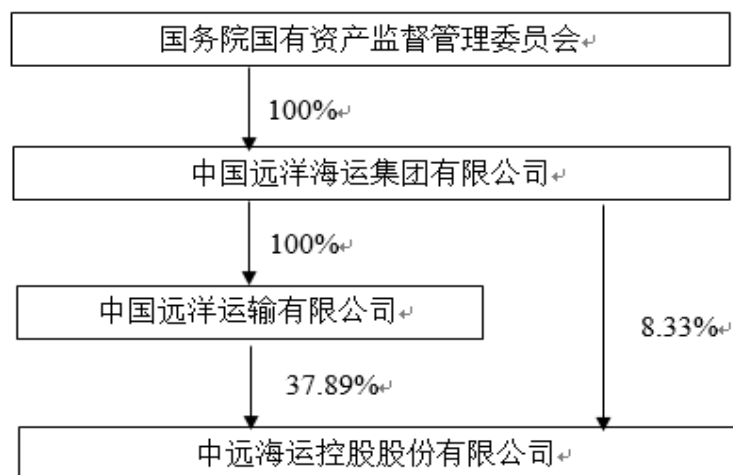 国务院国有资产监督管理委员会
100%
中国远洋海运集团有限公司
100%
中国远洋运输有限公司
8.33%
37.89%
中远海运控股股份有限公司